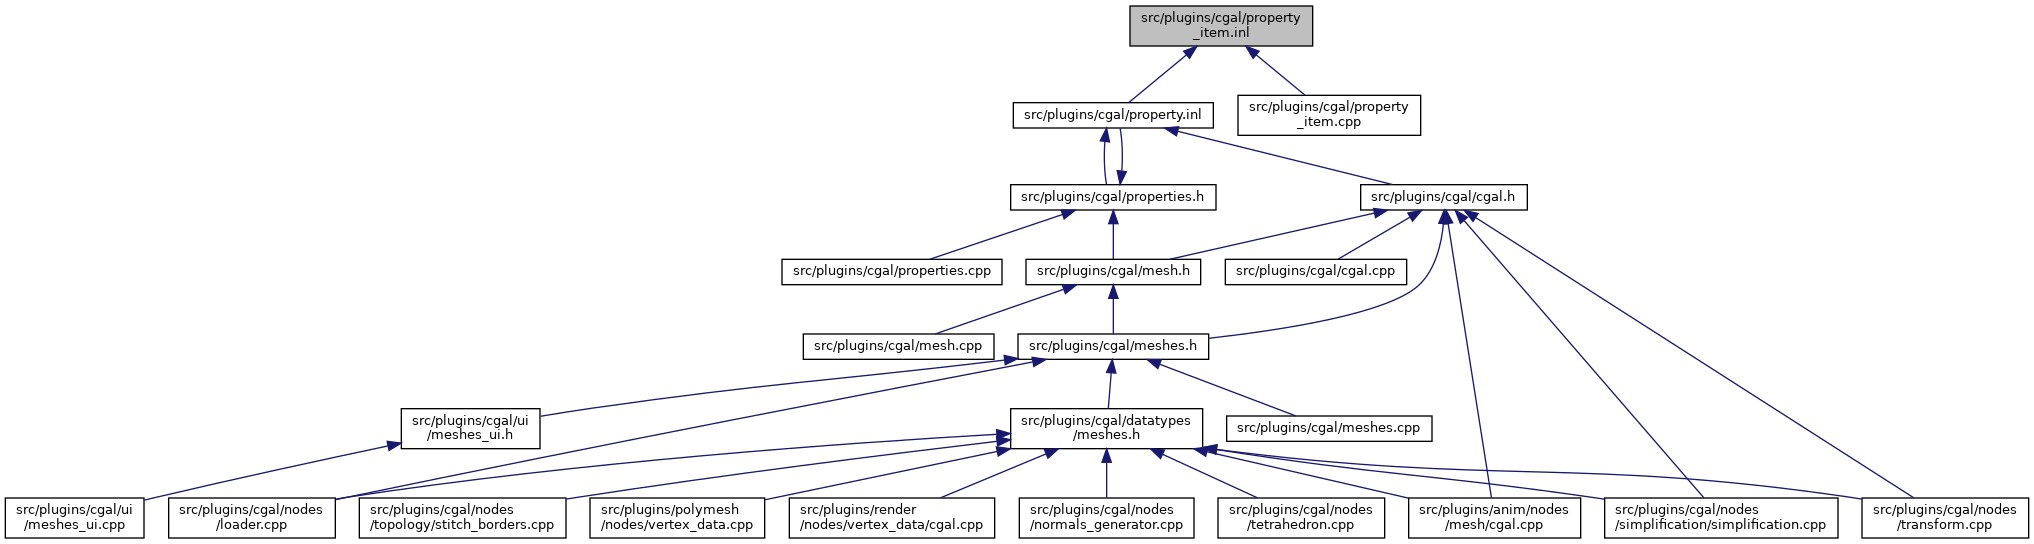 src/plugins/cgal/property
_item.inl
src/plugins/cgal/property.inl
src/plugins/cgal/property
_item.cpp
src/plugins/cgal/properties.h
src/plugins/cgal/cgal.h
src/plugins/cgal/properties.cpp
src/plugins/cgal/mesh.h
src/plugins/cgal/cgal.cpp
src/plugins/cgal/mesh.cpp
src/plugins/cgal/meshes.h
src/plugins/cgal/ui
/meshes_ui.h
src/plugins/cgal/datatypes
/meshes.h
src/plugins/cgal/meshes.cpp
src/plugins/cgal/ui
/meshes_ui.cpp
src/plugins/cgal/nodes
/loader.cpp
src/plugins/cgal/nodes
/topology/stitch_borders.cpp
src/plugins/polymesh
/nodes/vertex_data.cpp
src/plugins/render
/nodes/vertex_data/cgal.cpp
src/plugins/cgal/nodes
/normals_generator.cpp
src/plugins/cgal/nodes
/tetrahedron.cpp
src/plugins/anim/nodes
/mesh/cgal.cpp
src/plugins/cgal/nodes
/simplification/simplification.cpp
src/plugins/cgal/nodes
/transform.cpp